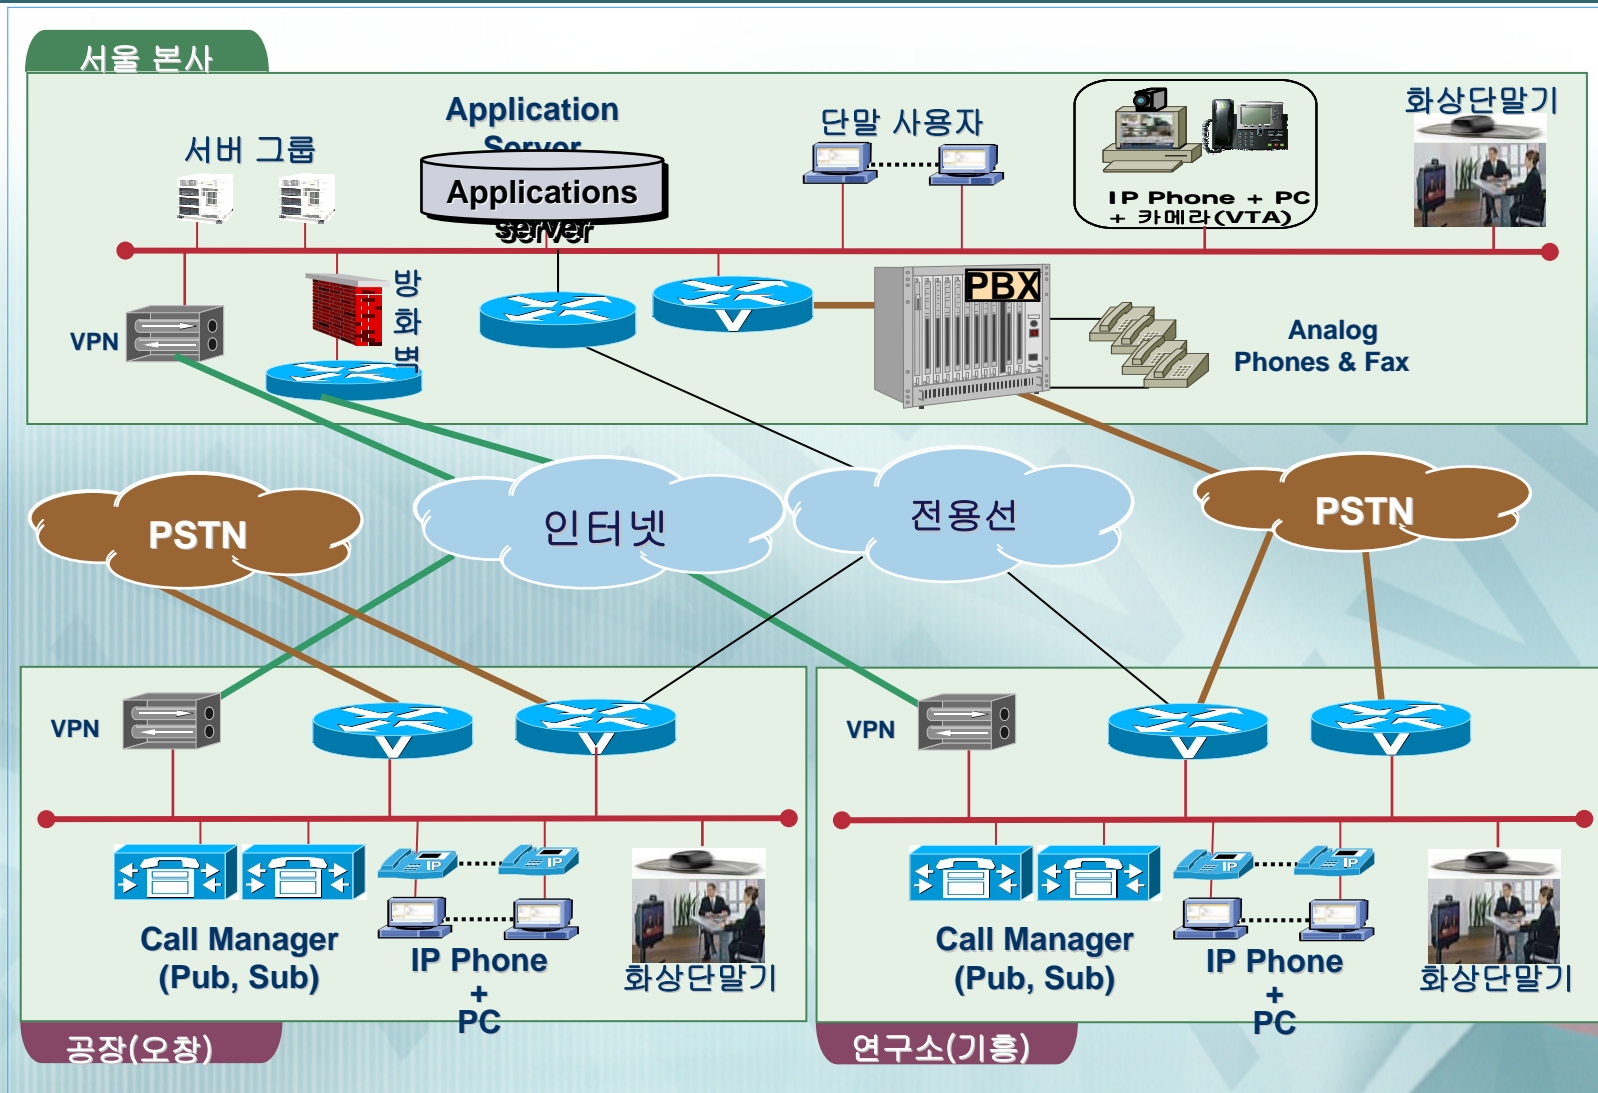 서울 본사
서버 그룹
Application
Server
Applications
server
단말 사용자
IP Phone + PC
+ 카메라(VTA)
화상단말기
VPN
방
화
벽
V
PBX
Analog
Phones & Fax
PSTN
인터넷
전용선
PSTN
VPN
V
V
Call Manager
(Pub, Sub)
IP
IP
IP Phone
+
PC
화상단말기
공장(오창)
VPN
V
V
Call Manager
(Pub, Sub)
IP
IP
IP Phone
+
PC
화상단말기
연구소(기흥)